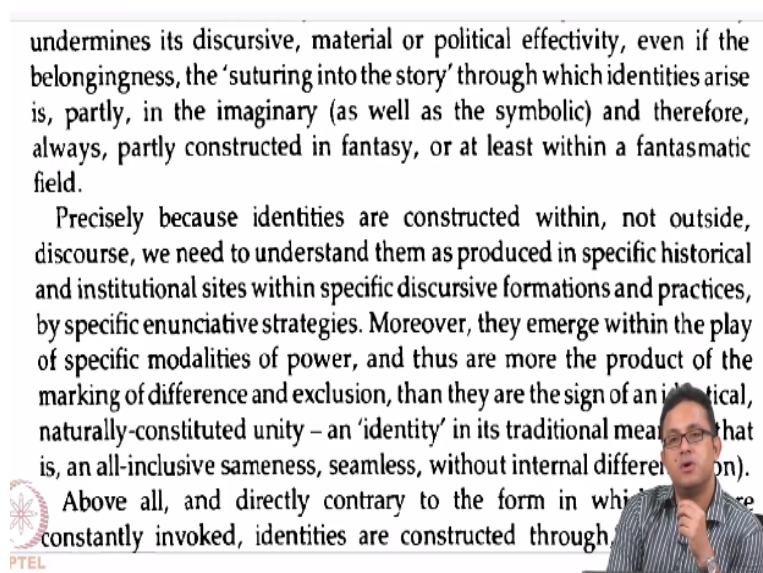 undermines its discursive, material or political effectivity, even if the
belongingness, the 'suturing into the story' through which identities arise
is, partly, in the imaginary (as well as the symbolic) and therefore,
always, partly constructed in fantasy, or at least within a fantasmatic
field.
Precisely because identities are constructed within, not outside,
discourse, we need to understand them as produced in specific historical
and institutional sites within specific discursive formations and practices,
by specific enunciative strategies. Moreover, they emerge within the play
of specific modalities of power, and thus are more the product of the
marking of difference and exclusion, than they are the sign of an
naturally-constituted unity – an 'identity' in its traditional that
is, an all-inclusive sameness, seamless, without internal
Above all, and directly contrary to the form in
constantly invoked, identities are constructed through,
PTEL